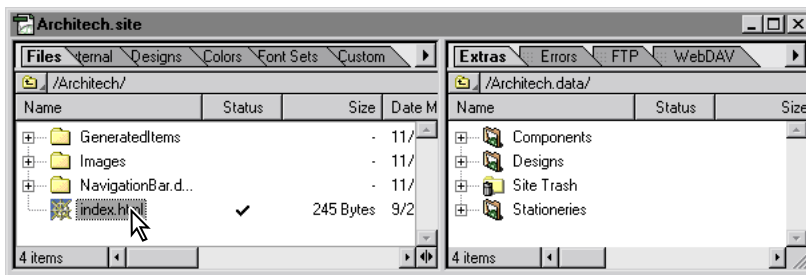 Architech.site
Files xternal Designs Colors Font Sets Custom
Extras Errors FTP WebDAV
/Architech/
/Architech.data/
Name Status Size Date M
Name Status Size
GeneratedItems - 11/
Images - 11/
NavigationBar.d... - 11/
index.html 245 Bytes 9/2
Components
Designs
Site Trash
Stationeries
4 items
4 items